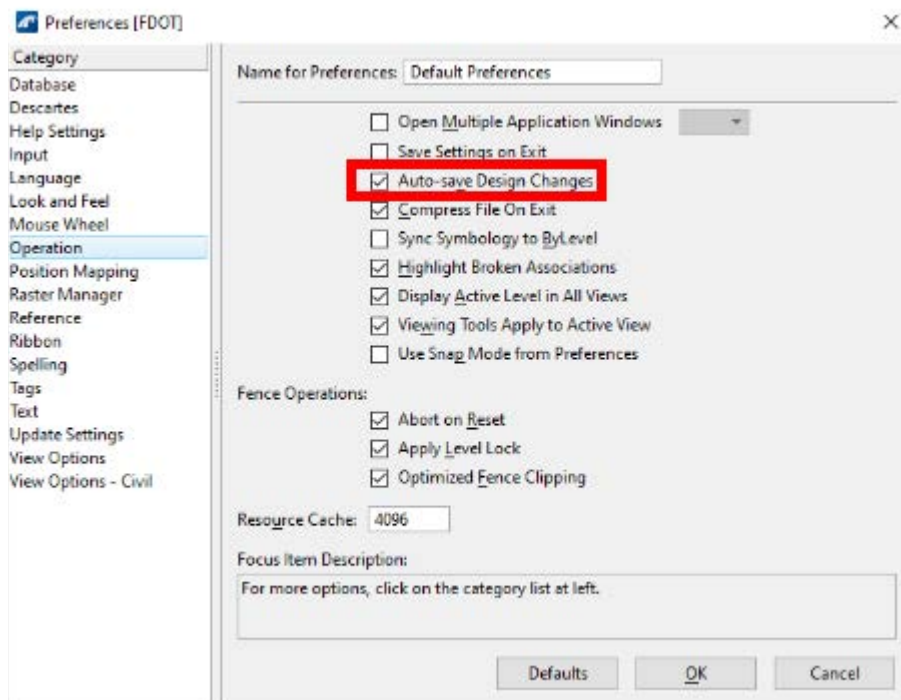 Preferences [FDOT]
Category
Database
Descartes
Help Settings
Input
Language
Look and Feel
Mouse Wheel
Operation
Position Mapping
Raster Manager
Reference
Ribbon
Spelling
Tags
Text
Update Settings
View Options
View Options - Civil
Name for Preferences: Default Preferences
Open Multiple Application Windows
Save Settings on Exit
Auto-save Design Changes
Compress File On Exit
Sync Symbology to ByLevel
Highlight Broken Associations
Display Active Level in All Views
Viewing Tools Apply to Active View
Use Snap Mode from Preferences
Fence Operations:
Abort on Reset
Apply Level Lock
Optimized Fence Clipping
Resource Cache: 4096
Focus Item Description:
For more options, click on the category list at left.
Defaults OK Cancel